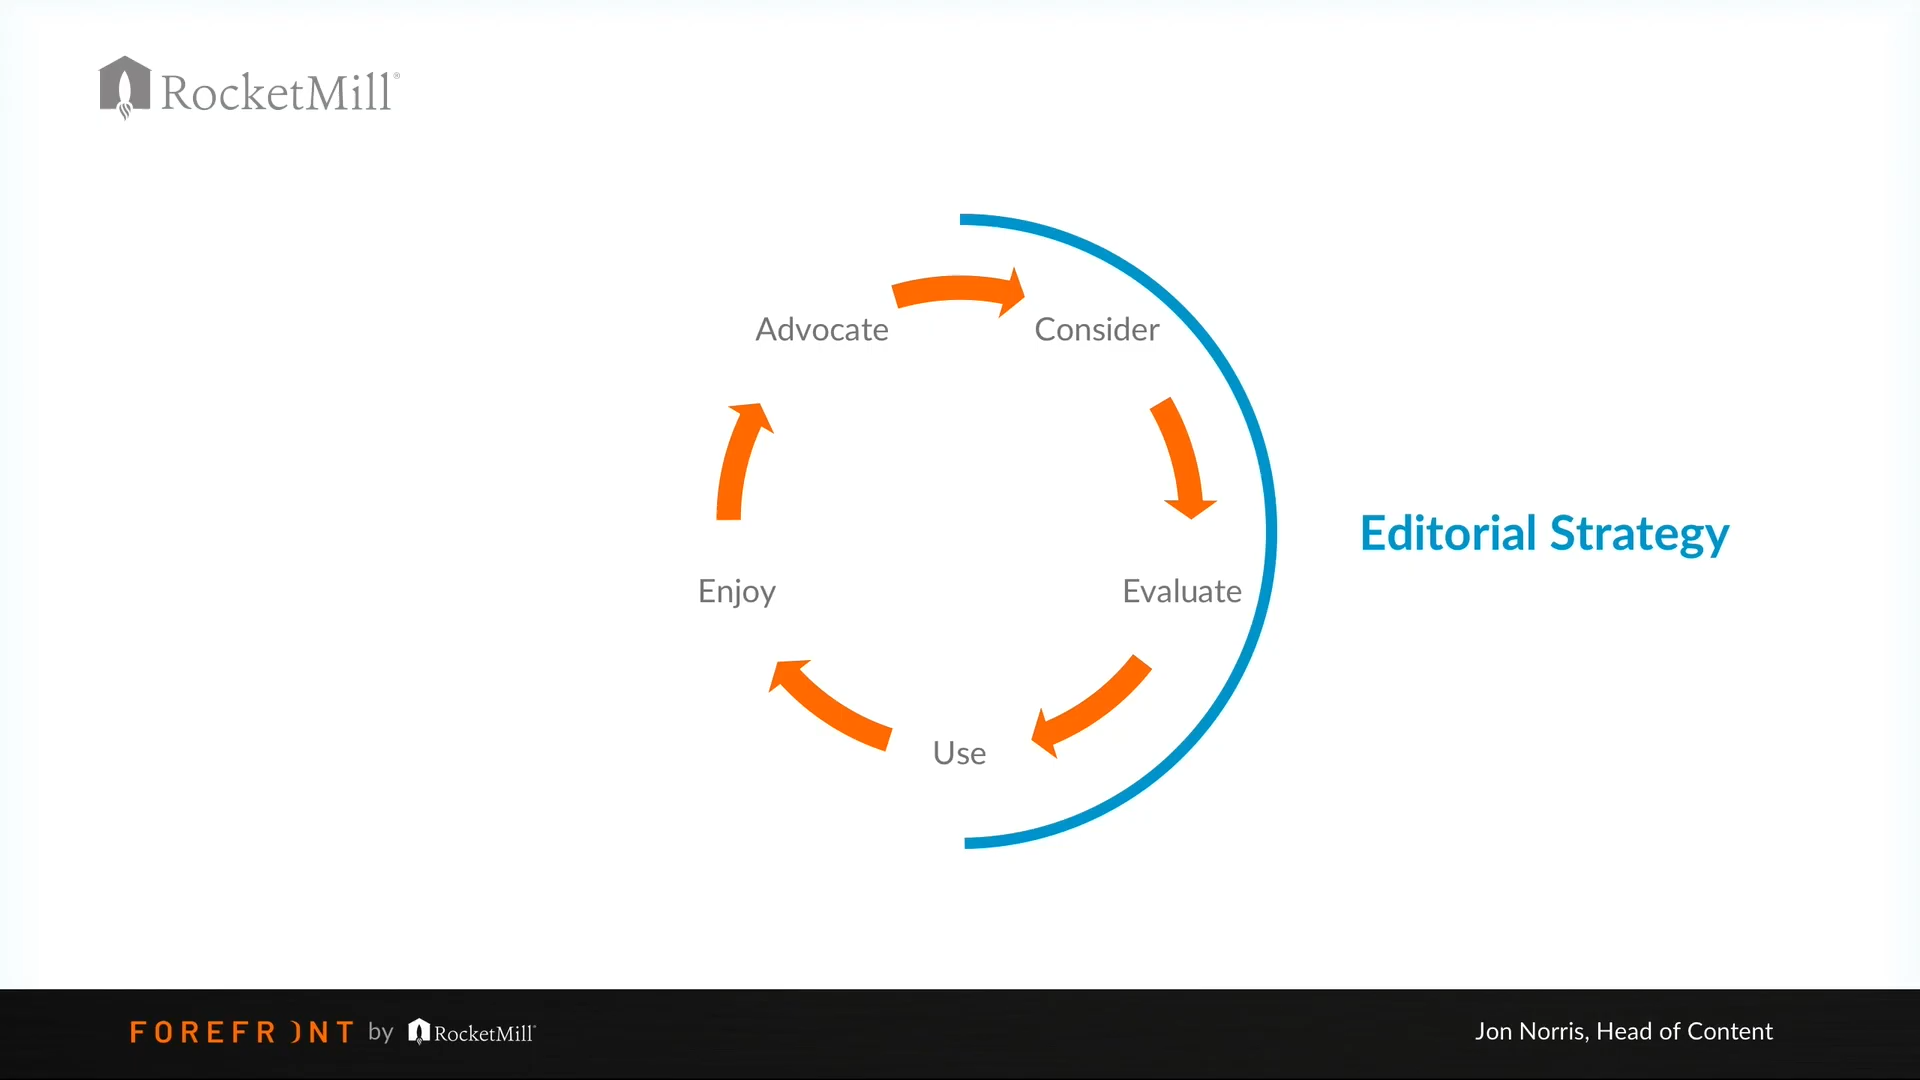 RocketMill®
Advocate
Consider
Enjoy
Evaluate
Use
Editorial Strategy
FOREFRONT by RocketMill®
Jon Norris, Head of Content